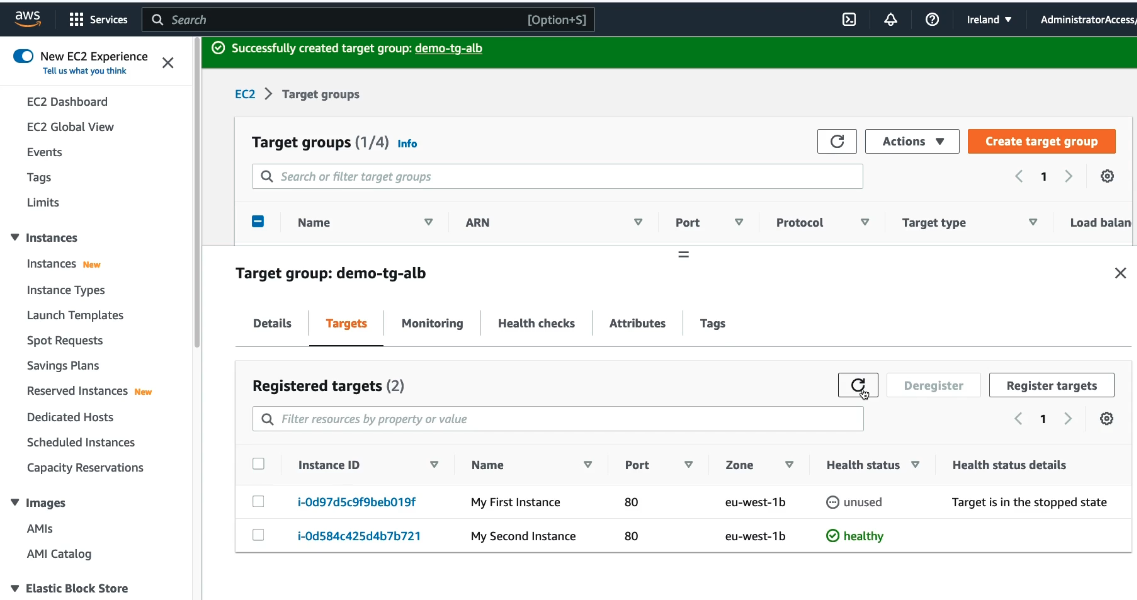 aws Services Search [Option+S] Ireland AdministratorAccess/
New EC2 Experience
Tell us what you think
EC2 Dashboard
EC2 Global View
Events
Tags
Limits
Instances
Instances New
Instance Types
Launch Templates
Spot Requests
Savings Plans
Reserved Instances New
Dedicated Hosts
Scheduled Instances
Capacity Reservations
Images
AMIs
AMI Catalog
Elastic Block Store
Successfully created target group: demo-tg-alb
EC2 > Target groups
Target groups (1/4) Info Actions Create target group
Search or filter target groups 1
Name ARN Port Protocol Target type Load balan
Target group: demo-tg-alb
Details Targets Monitoring Health checks Attributes Tags
Registered targets (2) Deregister Register targets
Filter resources by property or value 1
Instance ID Name Port Zone Health status Health status details
i-0d97d5c9f9beb019f My First Instance 80 eu-west-1b unused Target is in the stopped state
i-0d584c425d4b7b721 My Second Instance 80 eu-west-1b healthy